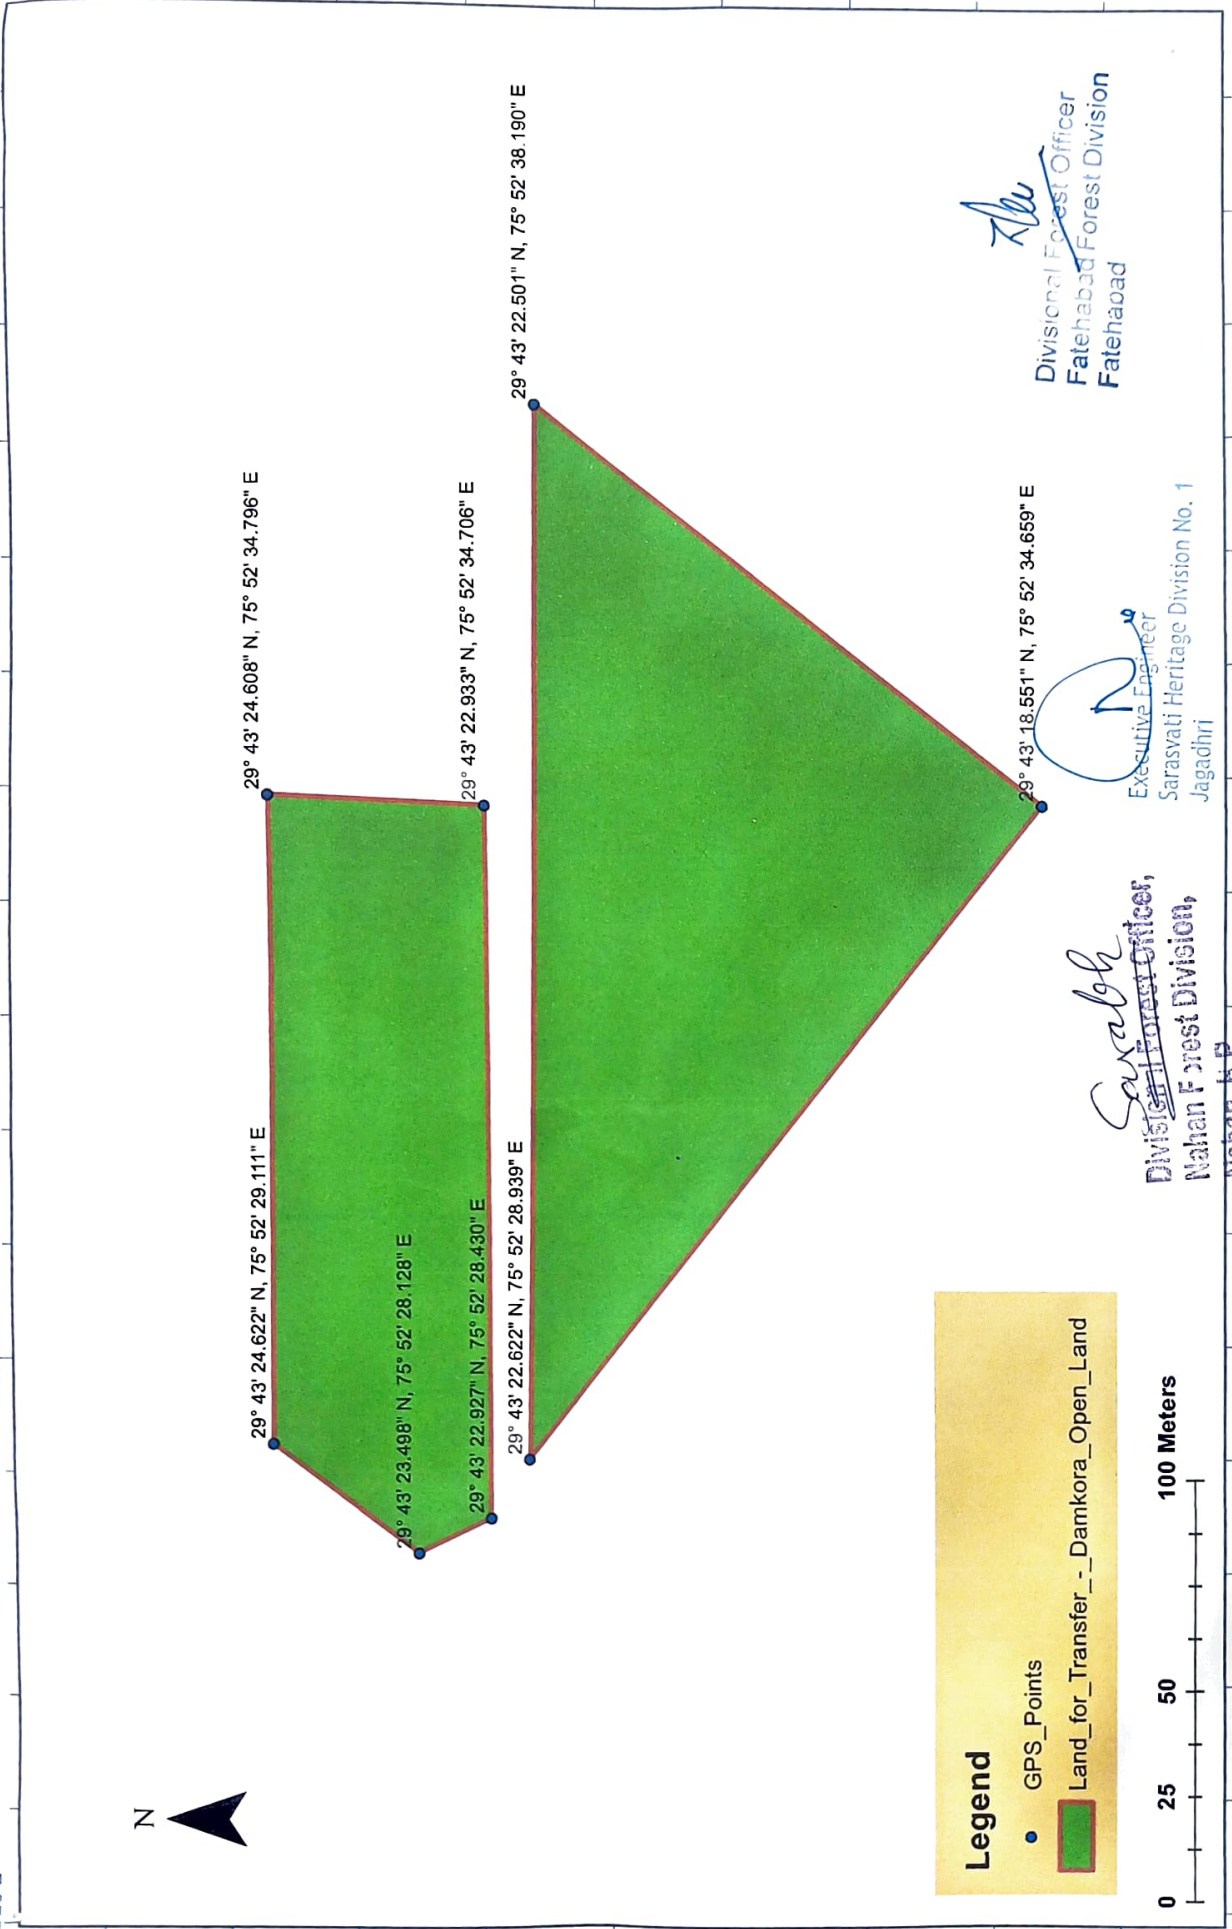 N
29° 43' 24.622" N, 75° 52' 29.111" E
29° 43' 24.608" N, 75° 52' 34.796" E
29° 43' 23.498" N, 75° 52' 28.128" E
29° 43' 22.927" N, 75° 52' 28.430" E
29° 43' 22.933" N, 75° 52' 34.706" E
29° 43' 22.622" N, 75° 52' 28.939" E
29° 43' 22.501" N, 75° 52' 38.190" E
29° 43' 18.551" N, 75° 52' 34.659" E
Legend
GPS_Points
Land_for_Transfer_-_Damkora_Open_Land
0 25 50 100 Meters
Saurabh
Divisional Forest Officer,
Nahan Forest Division,
Executive Engineer
Sarasvati Heritage Division No. 1
Jagadhri
Divisional Forest Officer
Fatehabad Forest Division
Fatehabad